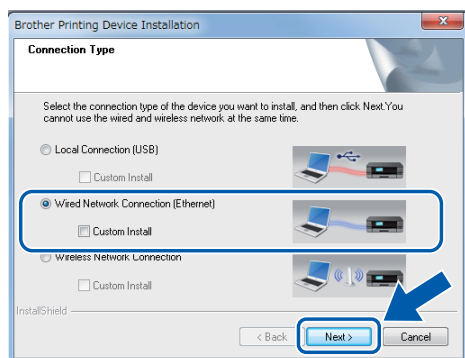 Brother Printing Device Installation
Connection Type
Select the connection type of the device you want to install, and then click Next.You
cannot use the wired and wireless network at the same time.
Local Connection (USB)
Custom Install
Wired Network Connection (Ethernet)
Custom Install
Wireless Network Connection
Custom Install
InstallShield
< Back
Next >
Cancel